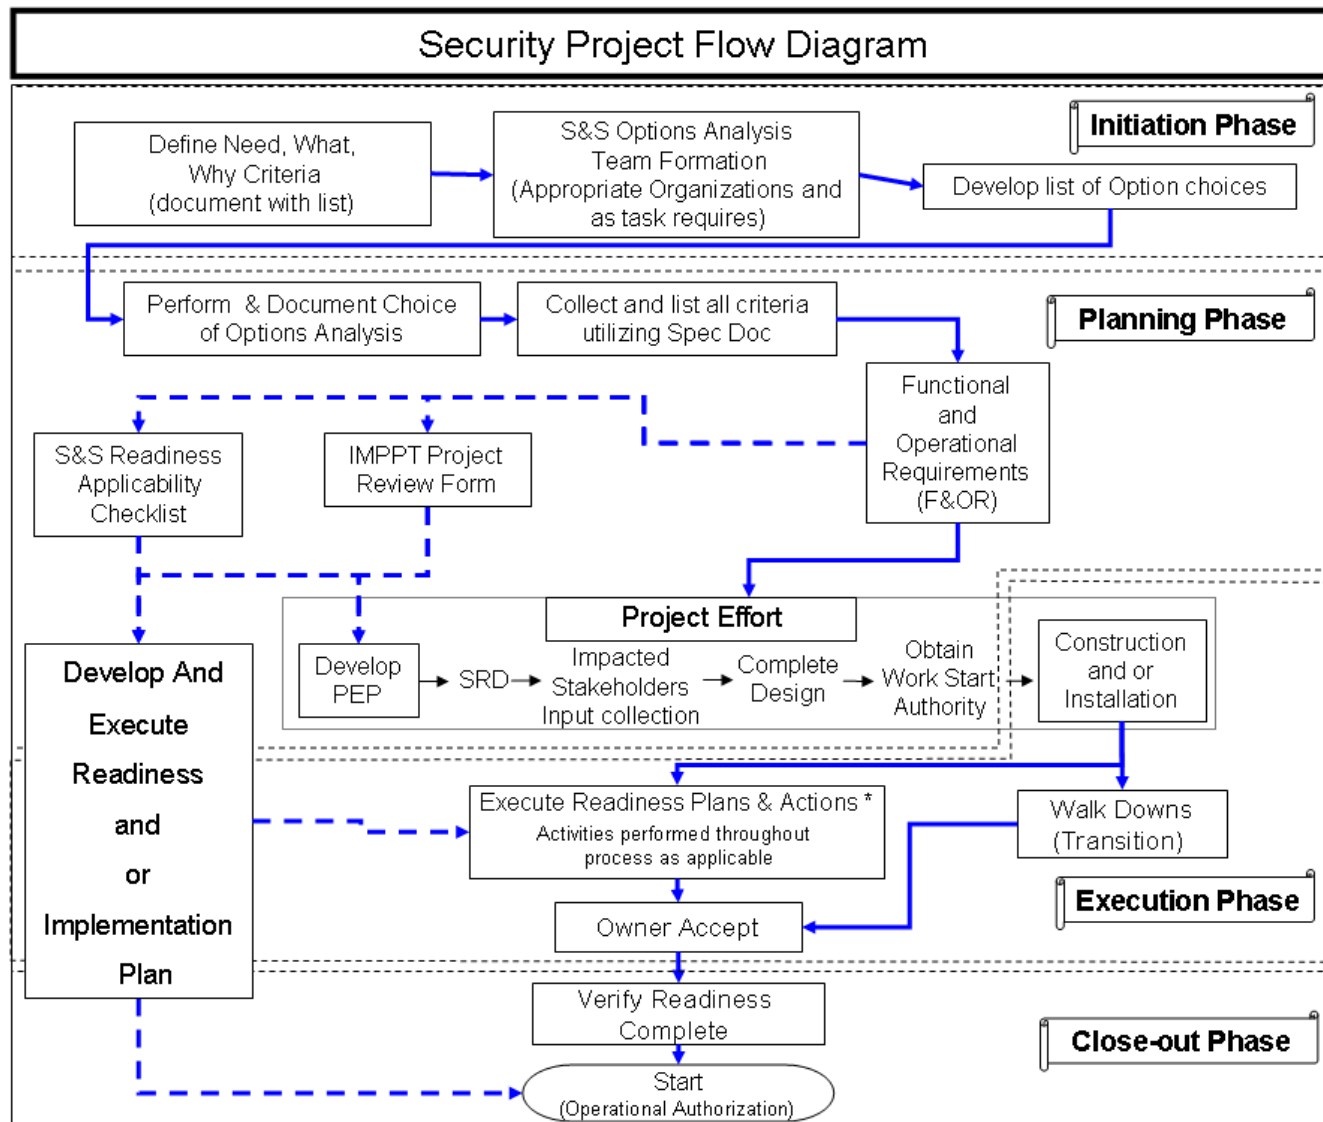 Security Project Flow Diagram
Initiation Phase
Define Need, What,
Why Criteria
(document with list)
S&S Options Analysis
Team Formation
(Appropriate Organizations and
as task requires)
Develop list of Option choices
Planning Phase
Perform & Document Choice
of Options Analysis
Collect and list all criteria
utilizing Spec Doc
Functional
and
Operational
Requirements
(F&OR)
S&S Readiness
Applicability
Checklist
IMPPT Project
Review Form
Project Effort
Develop
PEP
SRD
Impacted
Stakeholders
Input collection
Complete
Design
Obtain
Work Start
Authority
Construction
and or
Installation
Develop And
Execute
Readiness
and
or
Implementation
Plan
Execute Readiness Plans & Actions *
Activities performed throughout
process as applicable
Walk Downs
(Transition)
Execution Phase
Owner Accept
Verify Readiness
Complete
Close-out Phase
Start
(Operational Authorization)